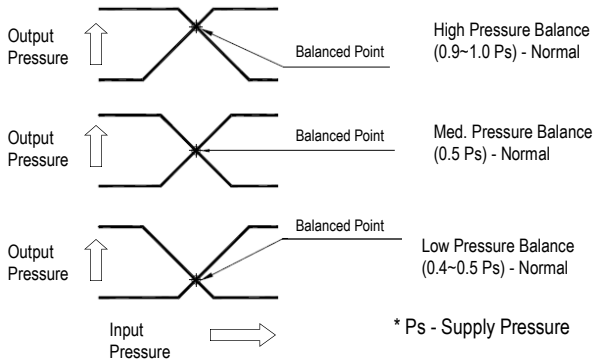 Output
Pressure
Balanced Point
High Pressure Balance
(0.9~1.0 Ps) - Normal
Output
Pressure
Balanced Point
Med. Pressure Balance
(0.5 Ps) - Normal
Output
Pressure
Balanced Point
Low Pressure Balance
(0.4~0.5 Ps) - Normal
Input
Pressure
* Ps - Supply Pressure